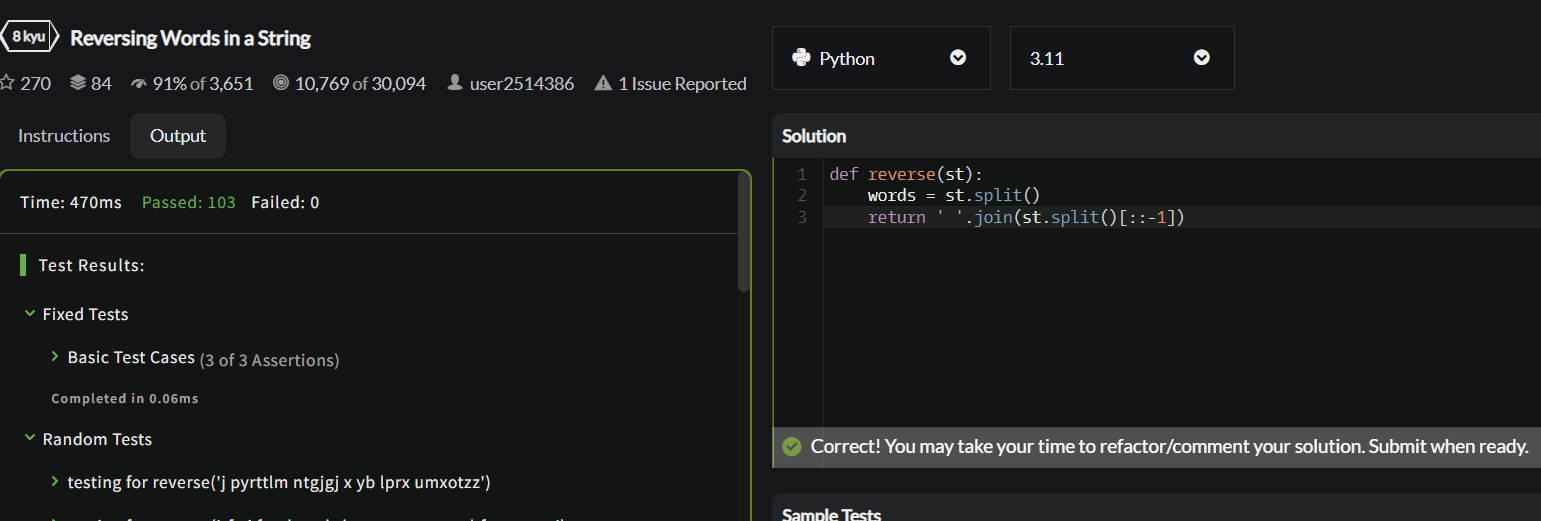 8 kyu Reversing Words in a String
270 84 91% of 3,651 10,769 of 30,094 user2514386 1 Issue Reported
Instructions Output
Time: 470ms Passed: 103 Failed: 0
Test Results:
Fixed Tests
Basic Test Cases (3 of 3 Assertions)
Completed in 0.06ms
Random Tests
testing for reverse('j pyrttlm ntgjgj x yb lprx umxotzz')
Python 3.11
Solution
1 def reverse(st):
2 words = st.split()
3 return ' '.join(st.split()[::-1])
Correct! You may take your time to refactor/comment your solution. Submit when ready.
Sample Tests